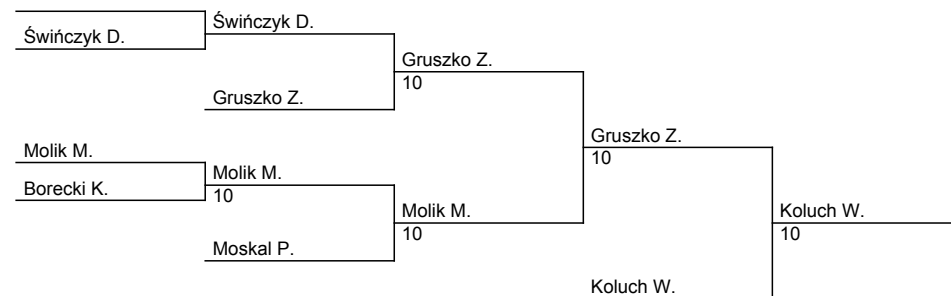 Świńczyk D.
Świńczyk D.
Gruszko Z.
Gruszko Z.
10
Gruszko Z.
10
Molik M.
Borecki K.
Molik M.
10
Moskal P.
Molik M.
10
Koluch W.
Koluch W.
10